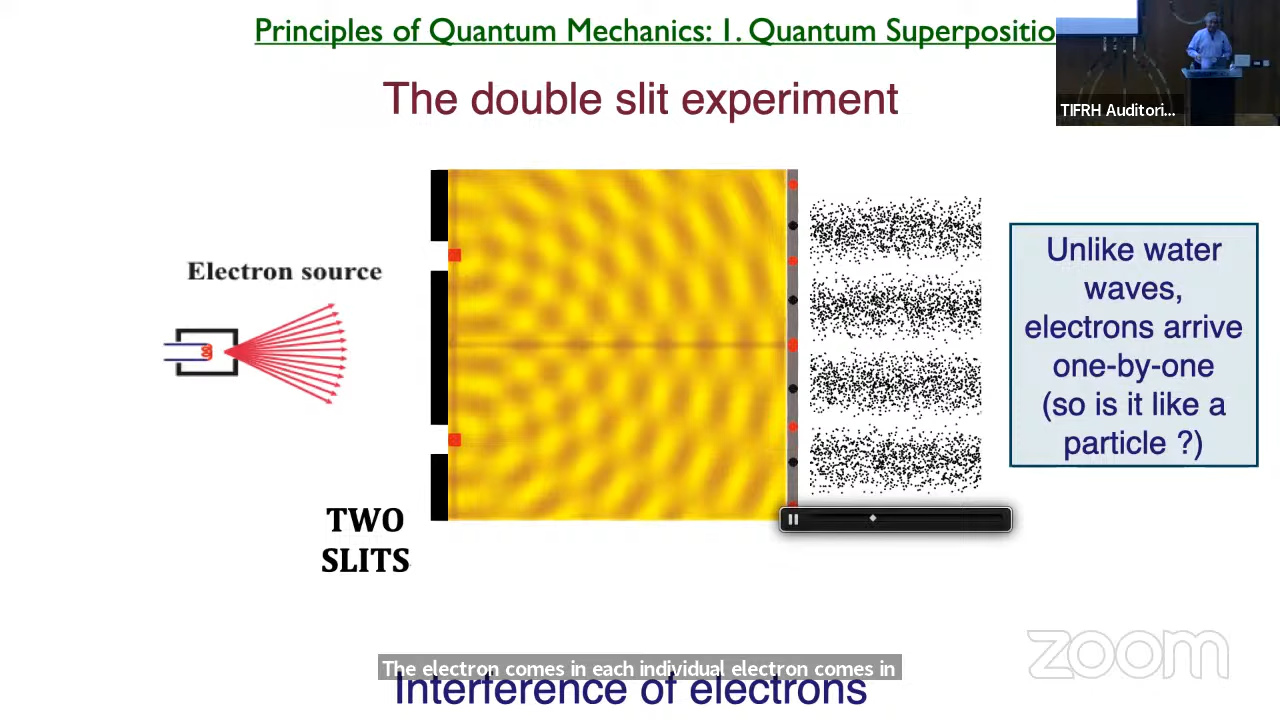 Principles of Quantum Mechanics: 1. Quantum Superpositio
TIFRH Auditori...
The double slit experiment
Electron source
TWO
SLITS
Unlike water
waves,
electrons arrive
one-by-one
(so is it like a
particle ?)
The electron comes in each individual electron comes in
Interference of electrons
zoom